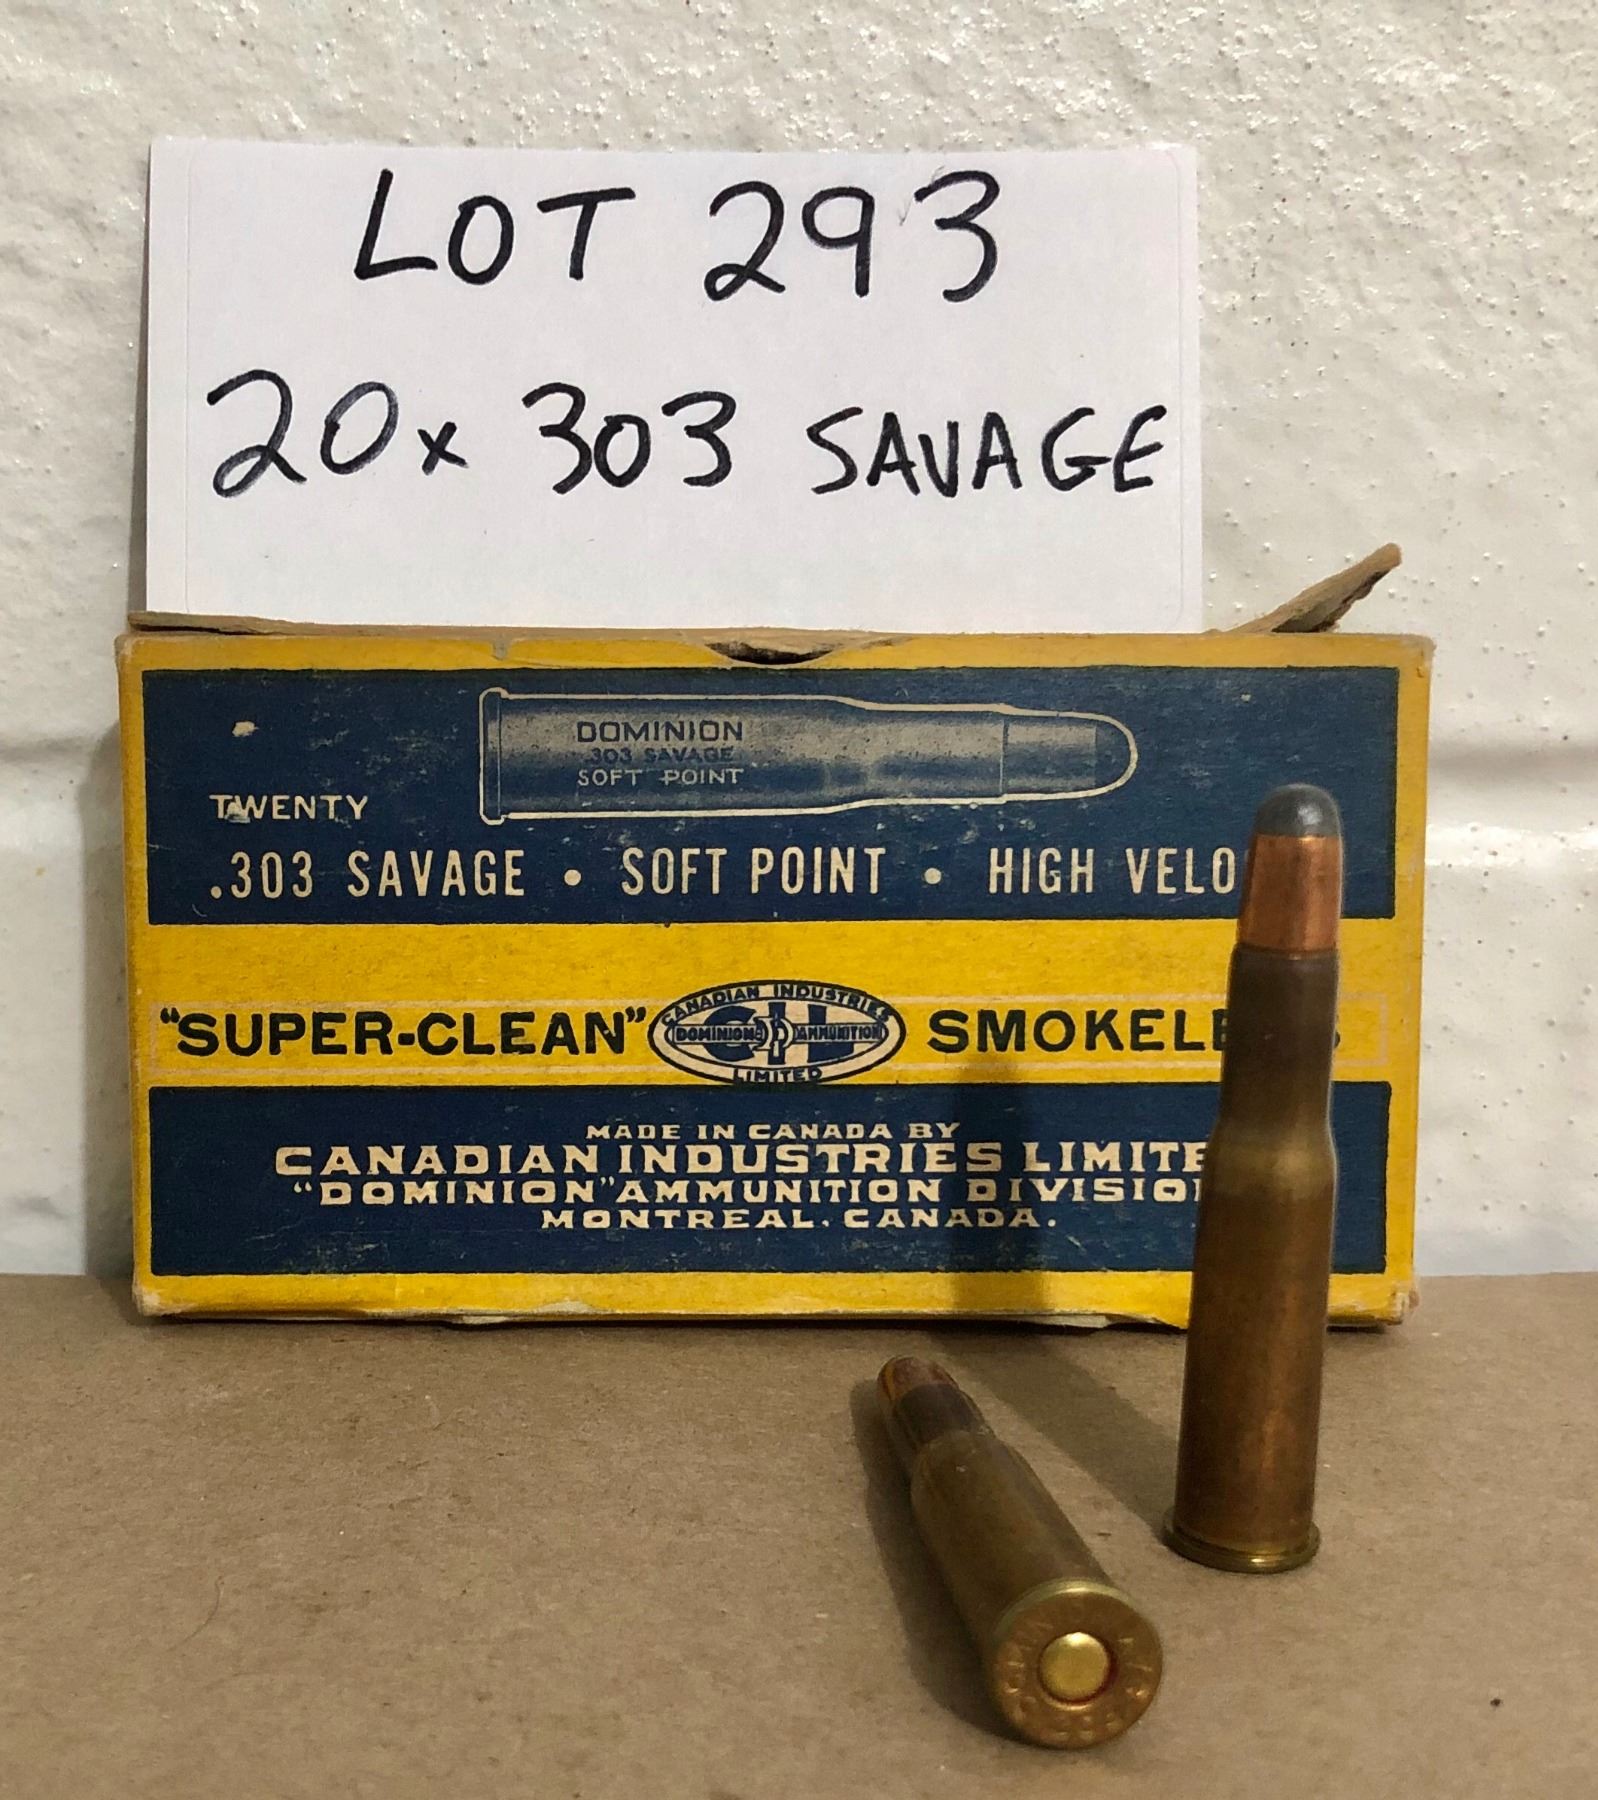 LOT 293
20x 303 SAVAGE
DOMINION
.303 SAVAGE
SOFT POINT
TWENTY
.303 SAVAGE • SOFT POINT • HIGH VELO
"SUPER-CLEAN" CANADIAN INDUSTRIES LIMITED CIL DOMINION AMMUNITION SMOKELE S
MADE IN CANADA BY
CANADIAN INDUSTRIES LIMITE
"DOMINION" AMMUNITION DIVISIO
MONTREAL. CANADA.